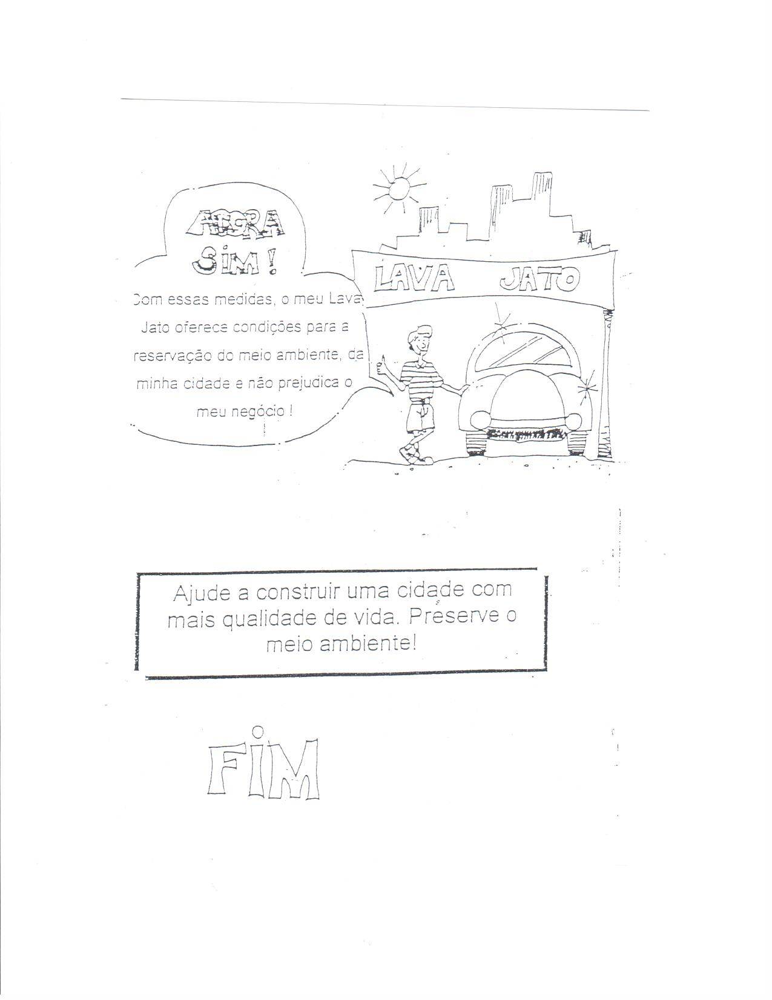 AGORA
SIM!
Com essas medidas, o meu Lava
Jato oferece condições para a
reservação do meio ambiente, da
minha cidade e não prejudica o
meu negócio !
LAVA JATO
Ajude a construir uma cidade com
mais qualidade de vida. Preserve o
meio ambiente!
FIM